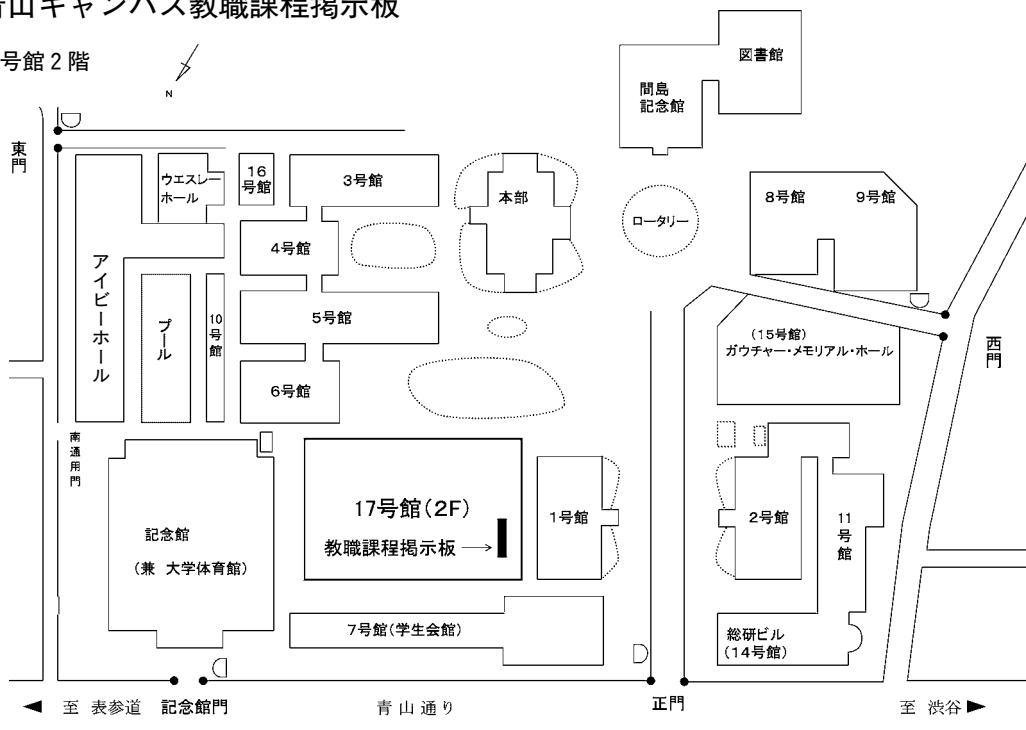 青山キャンパス教職課程掲示板
号館2階
N
図書館
間島
記念館
東門
ウエスレー
ホール
16
号館
3号館
本部
ロータリー
8号館
9号館
4号館
アイビーホール
プール
10号館
5号館
(15号館)
ガウチャー・メモリアル・ホール
西門
6号館
南通用門
記念館
(兼 大学体育館)
17号館(2F)
教職課程掲示板→
1号館
2号館
11号館
7号館(学生会館)
総研ビル
(14号館)
◀ 至 表参道
記念館門
青山通り
正門
至 渋谷▶